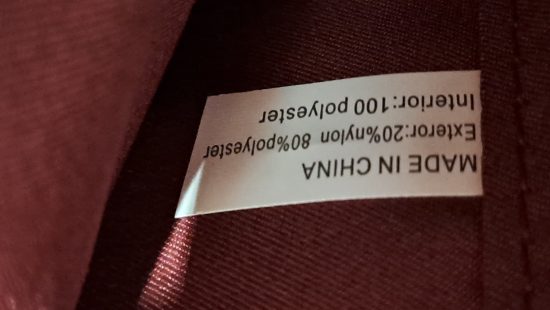 MADE IN CHINA
Exteror:20%nylon 80%polyester
Interior:100 polyester